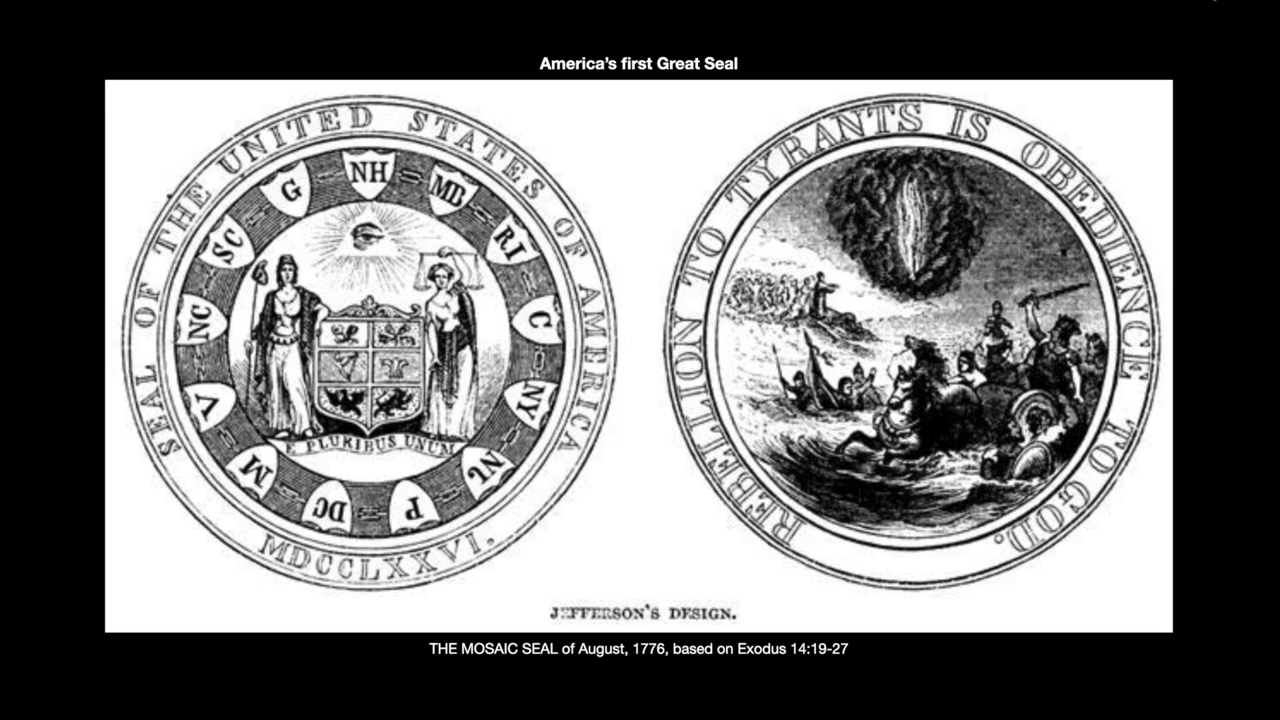 America’s first Great Seal
SEAL OF THE UNITED STATES OF AMERICA
MDCCLXXVI.
NH
MB
RI
C
NY
NJ
P
DC
M
V
NC
SC
G
E PLURIBUS UNUM
REBELLION TO TYRANTS IS OBEDIENCE TO GOD.
JEFFERSON'S DESIGN.
THE MOSAIC SEAL of August, 1776, based on Exodus 14:19-27